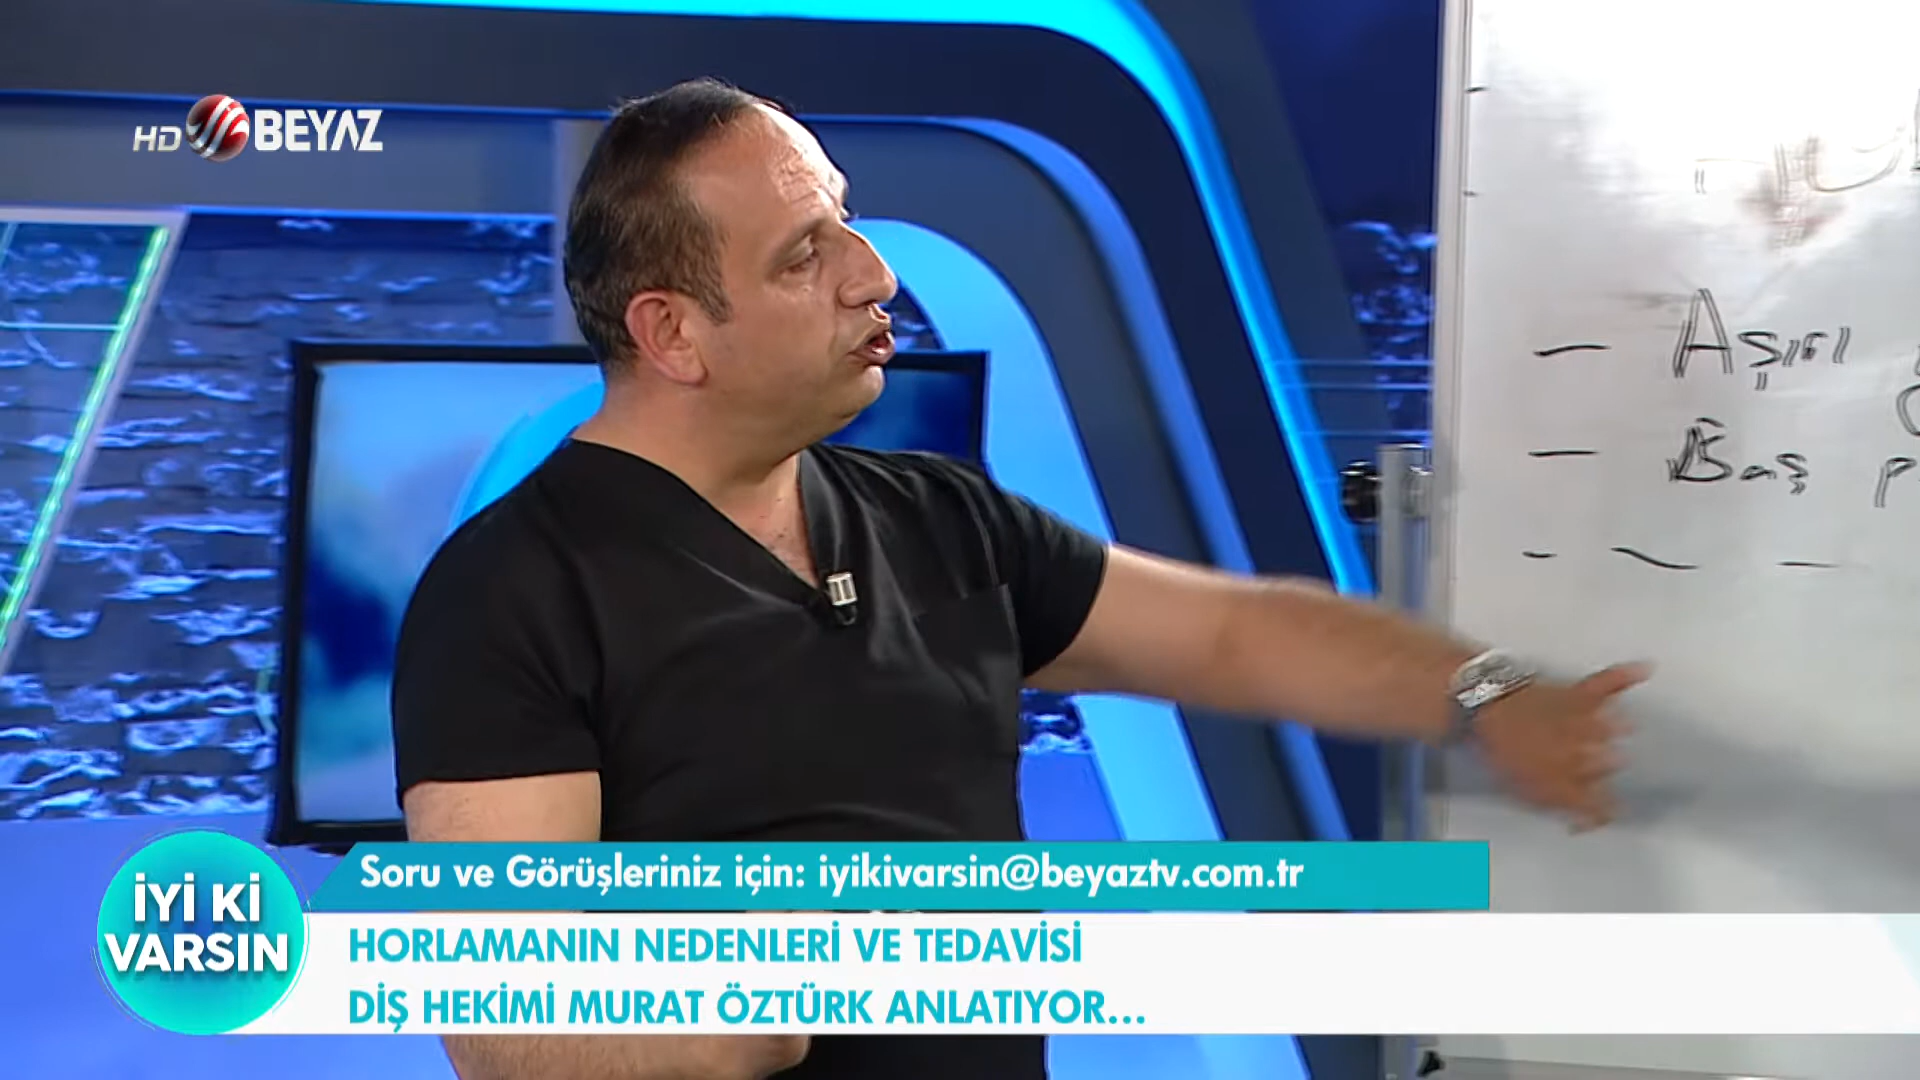 HD BEYAZ
- Aşırı
- Baş
Soru ve Görüşleriniz için: iyikivarsin@beyaztv.com.tr
İYİ Kİ
VARSIN
HORLAMANIN NEDENLERİ VE TEDAVİSİ
DİŞ HEKİMİ MURAT ÖZTÜRK ANLATIYOR...